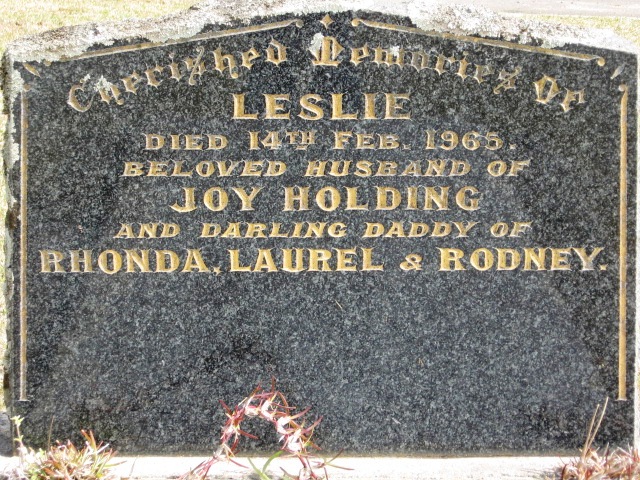 Cherished Memories Of
LESLIE
DIED 14TH FEB. 1965.
BELOVED HUSBAND OF
JOY HOLDING
AND DARLING DADDY OF
RHONDA, LAUREL & RODNEY.